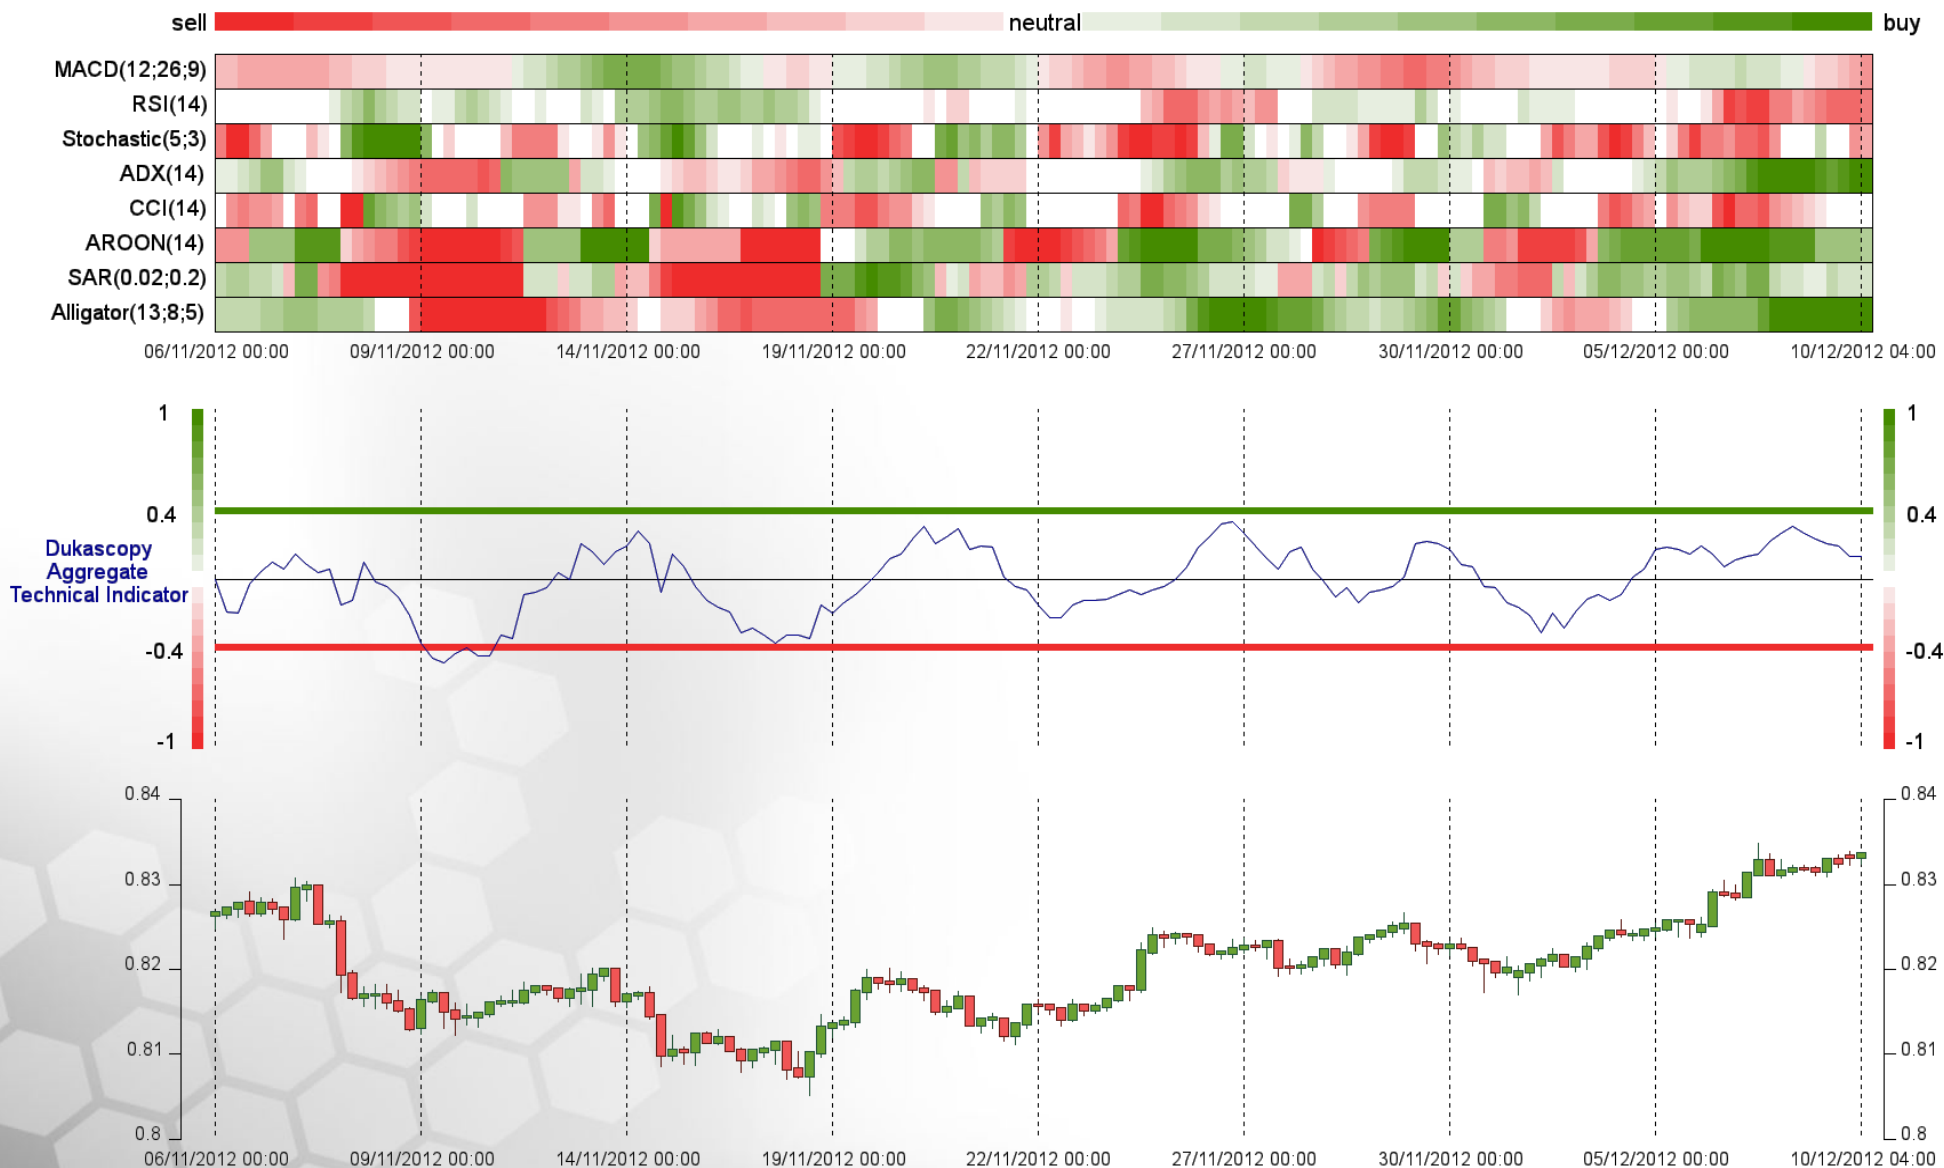 sell neutral buy
MACD(12;26;9)
RSI(14)
Stochastic(5;3)
ADX(14)
CCI(14)
AROON(14)
SAR(0.02;0.2)
Alligator(13;8;5)
06/11/2012 00:00 09/11/2012 00:00 14/11/2012 00:00 19/11/2012 00:00 22/11/2012 00:00 27/11/2012 00:00 30/11/2012 00:00 05/12/2012 00:00 10/12/2012 04:00
1 1
0.4 0.4
Dukascopy
Aggregate
Technical Indicator
-0.4 -0.4
-1 -1
0.84 0.84
0.83 0.83
0.82 0.82
0.81 0.81
0.8 0.8
06/11/2012 00:00 09/11/2012 00:00 14/11/2012 00:00 19/11/2012 00:00 22/11/2012 00:00 27/11/2012 00:00 30/11/2012 00:00 05/12/2012 00:00 10/12/2012 04:00